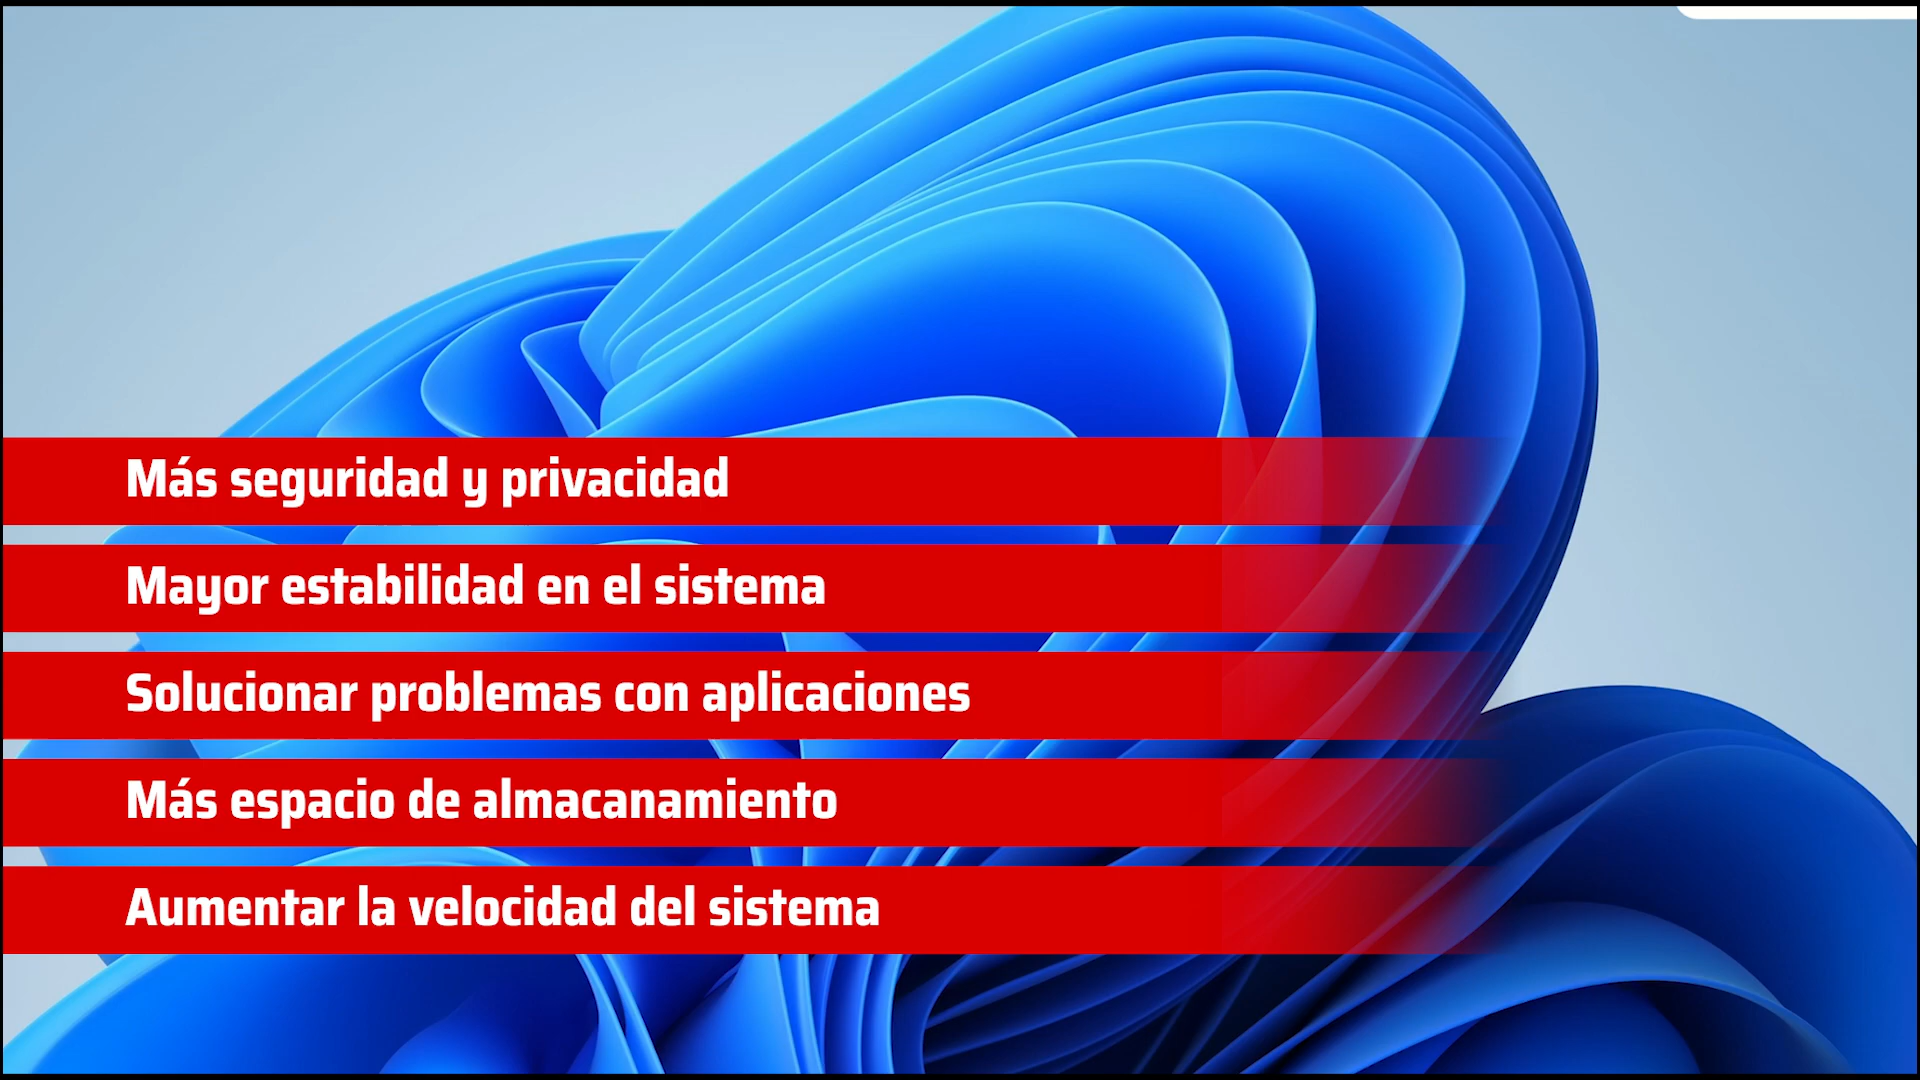 Más seguridad y privacidad
Mayor estabilidad en el sistema
Solucionar problemas con aplicaciones
Más espacio de almacanamiento
Aumentar la velocidad del sistema